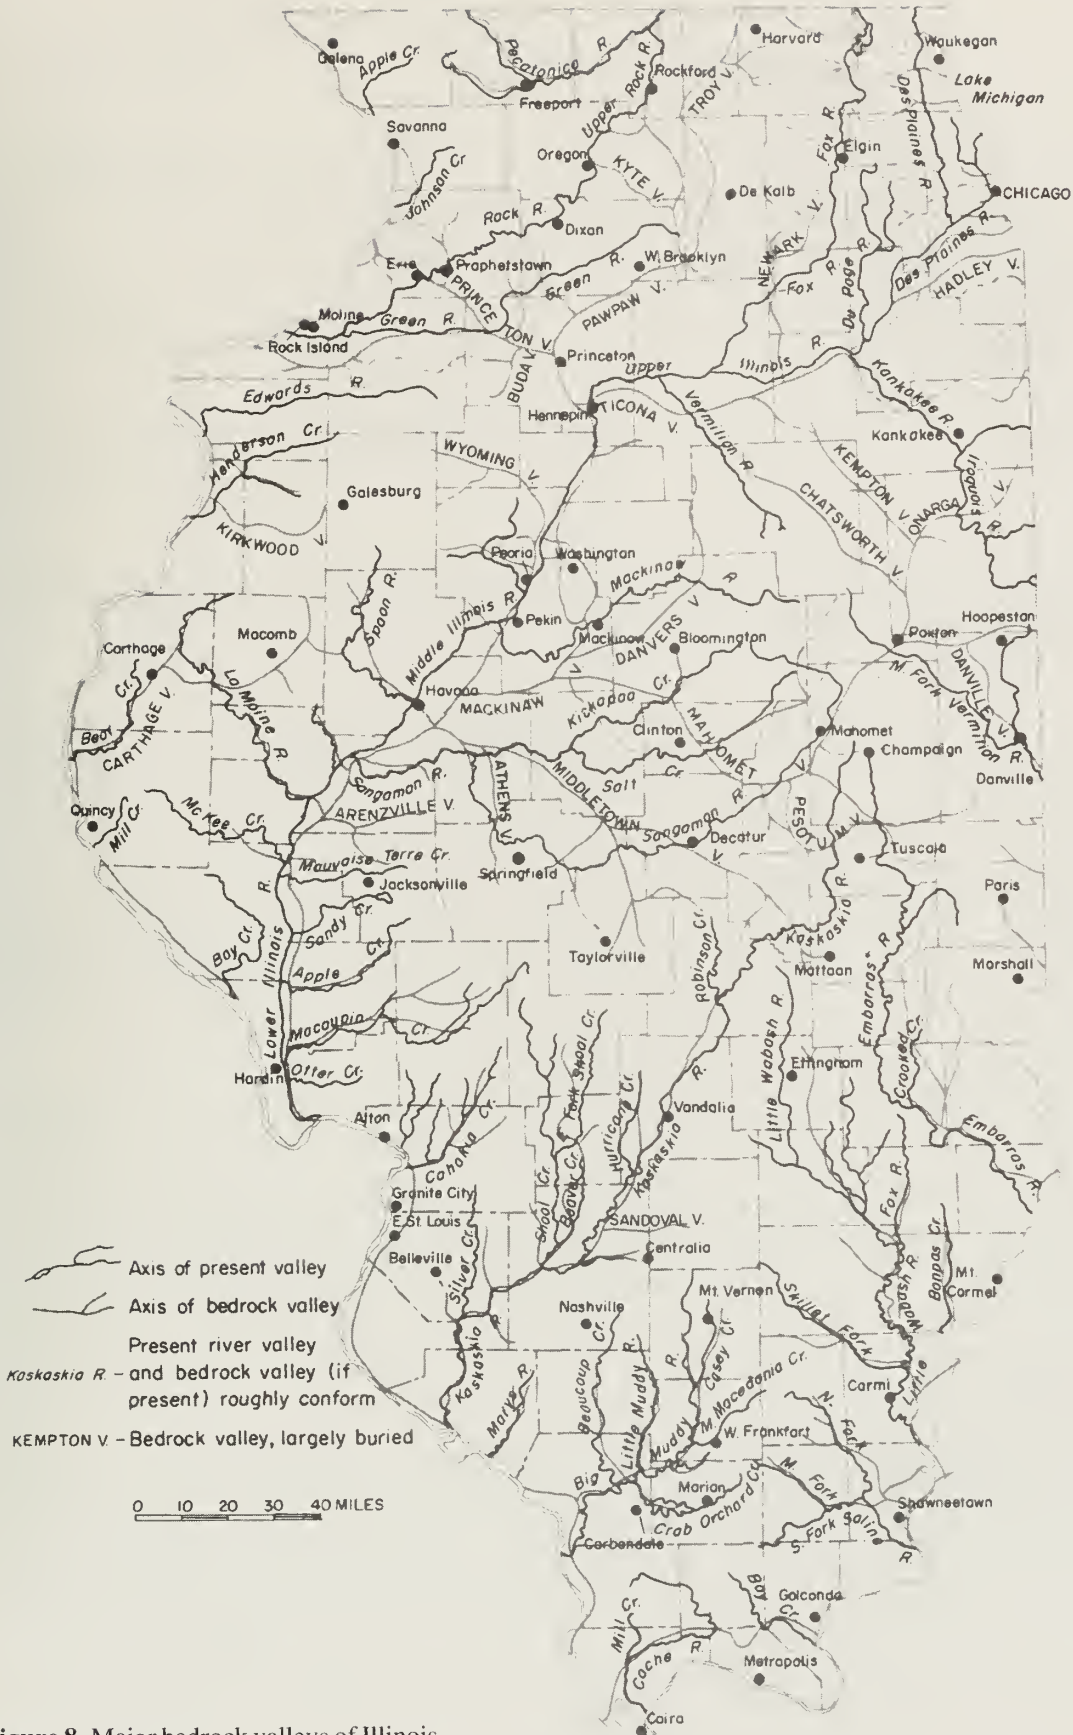 Galena
Apple Cr.
Pecatonica R.
Freeport
Upper Rock R.
Rockford
TROY V.
Harvard
Waukegan
Lake
Michigan
Des Plaines R.
Fox R.
Elgin
Savanna
Johnson Cr
Oregon
KYTE V.
De Kalb
CHICAGO
Rock R.
Dixon
NEWARK V.
Fox R.
Du Page R.
Des Plaines R.
HADLEY V.
Erie
Prophetstown
W. Brooklyn
Green R.
PRINCE
TON V.
PAWPAW V.
Moline
Rock Island
Green R.
Princeton
BUDA V.
Upper Illinois R.
Edwards R.
Hennepin
TICONA V.
Vermilion R.
Kankakee R.
Kankakee
Henderson Cr.
WYOMING V.
KEMPTON V.
Iroquois R.
ONARGA V.
CHATSWORTH V.
Galesburg
KIRKWOOD V.
Peoria
Washington
Mackinaw R
Spoon R.
Middle Illinois R.
Pekin
Mackinaw
DANVERS V.
Bloomington
Paxton
Hoopeston
Carthage
Macomb
Bear Cr.
CARTHAGE V.
La Moine R.
Havana
MACKINAW V
Kickapoo Cr.
M. Fork Vermilion R.
DANVILLE V.
Danville
Clinton
MAHOMET V
Mahomet
Champaign
Sangamon R.
ATHENS V.
MIDDLETOWN V.
Salt Cr.
Sangamon R.
ARENZVILLE V.
Decatur
PESOTUM V.
Tuscola
Quincy
Mill Cr.
Mc Kee Cr.
Mauvaise Terre Cr.
Jacksonville
Springfield
Paris
Bay Cr.
Sandy Cr.
Apple Cr.
Taylorville
Robinson Cr.
Kaskaskia R.
Mattoon
Marshall
Lower Illinois R.
Macoupin Cr.
Little Wabash R
Embarras R
Hardin
Otter Cr.
Effingham
Crooked Cr.
Alton
Cahokia Cr.
Shoal Cr.
E. Fork Shoal Cr.
Beaver Cr.
Hurricane Cr.
Vandalia
Kaskaskia R.
Embarras R.
Granite City
E. St Louis
SANDOVAL V.
Fox R.
Belleville
Silver Cr.
Centralia
Little Wabash R.
Bonpas Cr.
Mt.
Carmel
Axis of present valley
Axis of bedrock valley
Present river valley
Kaskaskia R. - and bedrock valley (if
present) roughly conform
KEMPTON V. - Bedrock valley, largely buried
0 10 20 30 40 MILES
Nashville
Mt. Vernon
Skillet Fork
Kaskaskia R.
Marys R.
Beaucoup Cr.
Little Muddy R.
Casey Cr.
M. Macedonia Cr.
Carmi
Big Muddy R.
W. Frankfort
N. Fork
Marion
Crab Orchard Cr.
M. Fork
Shawneetown
S. Fork Saline R.
Carbondale
Bay Cr.
Golconda
Mill Cr.
Cache R.
Metropolis
Cairo
Figure 8 Major bedrock valleys of Illinois